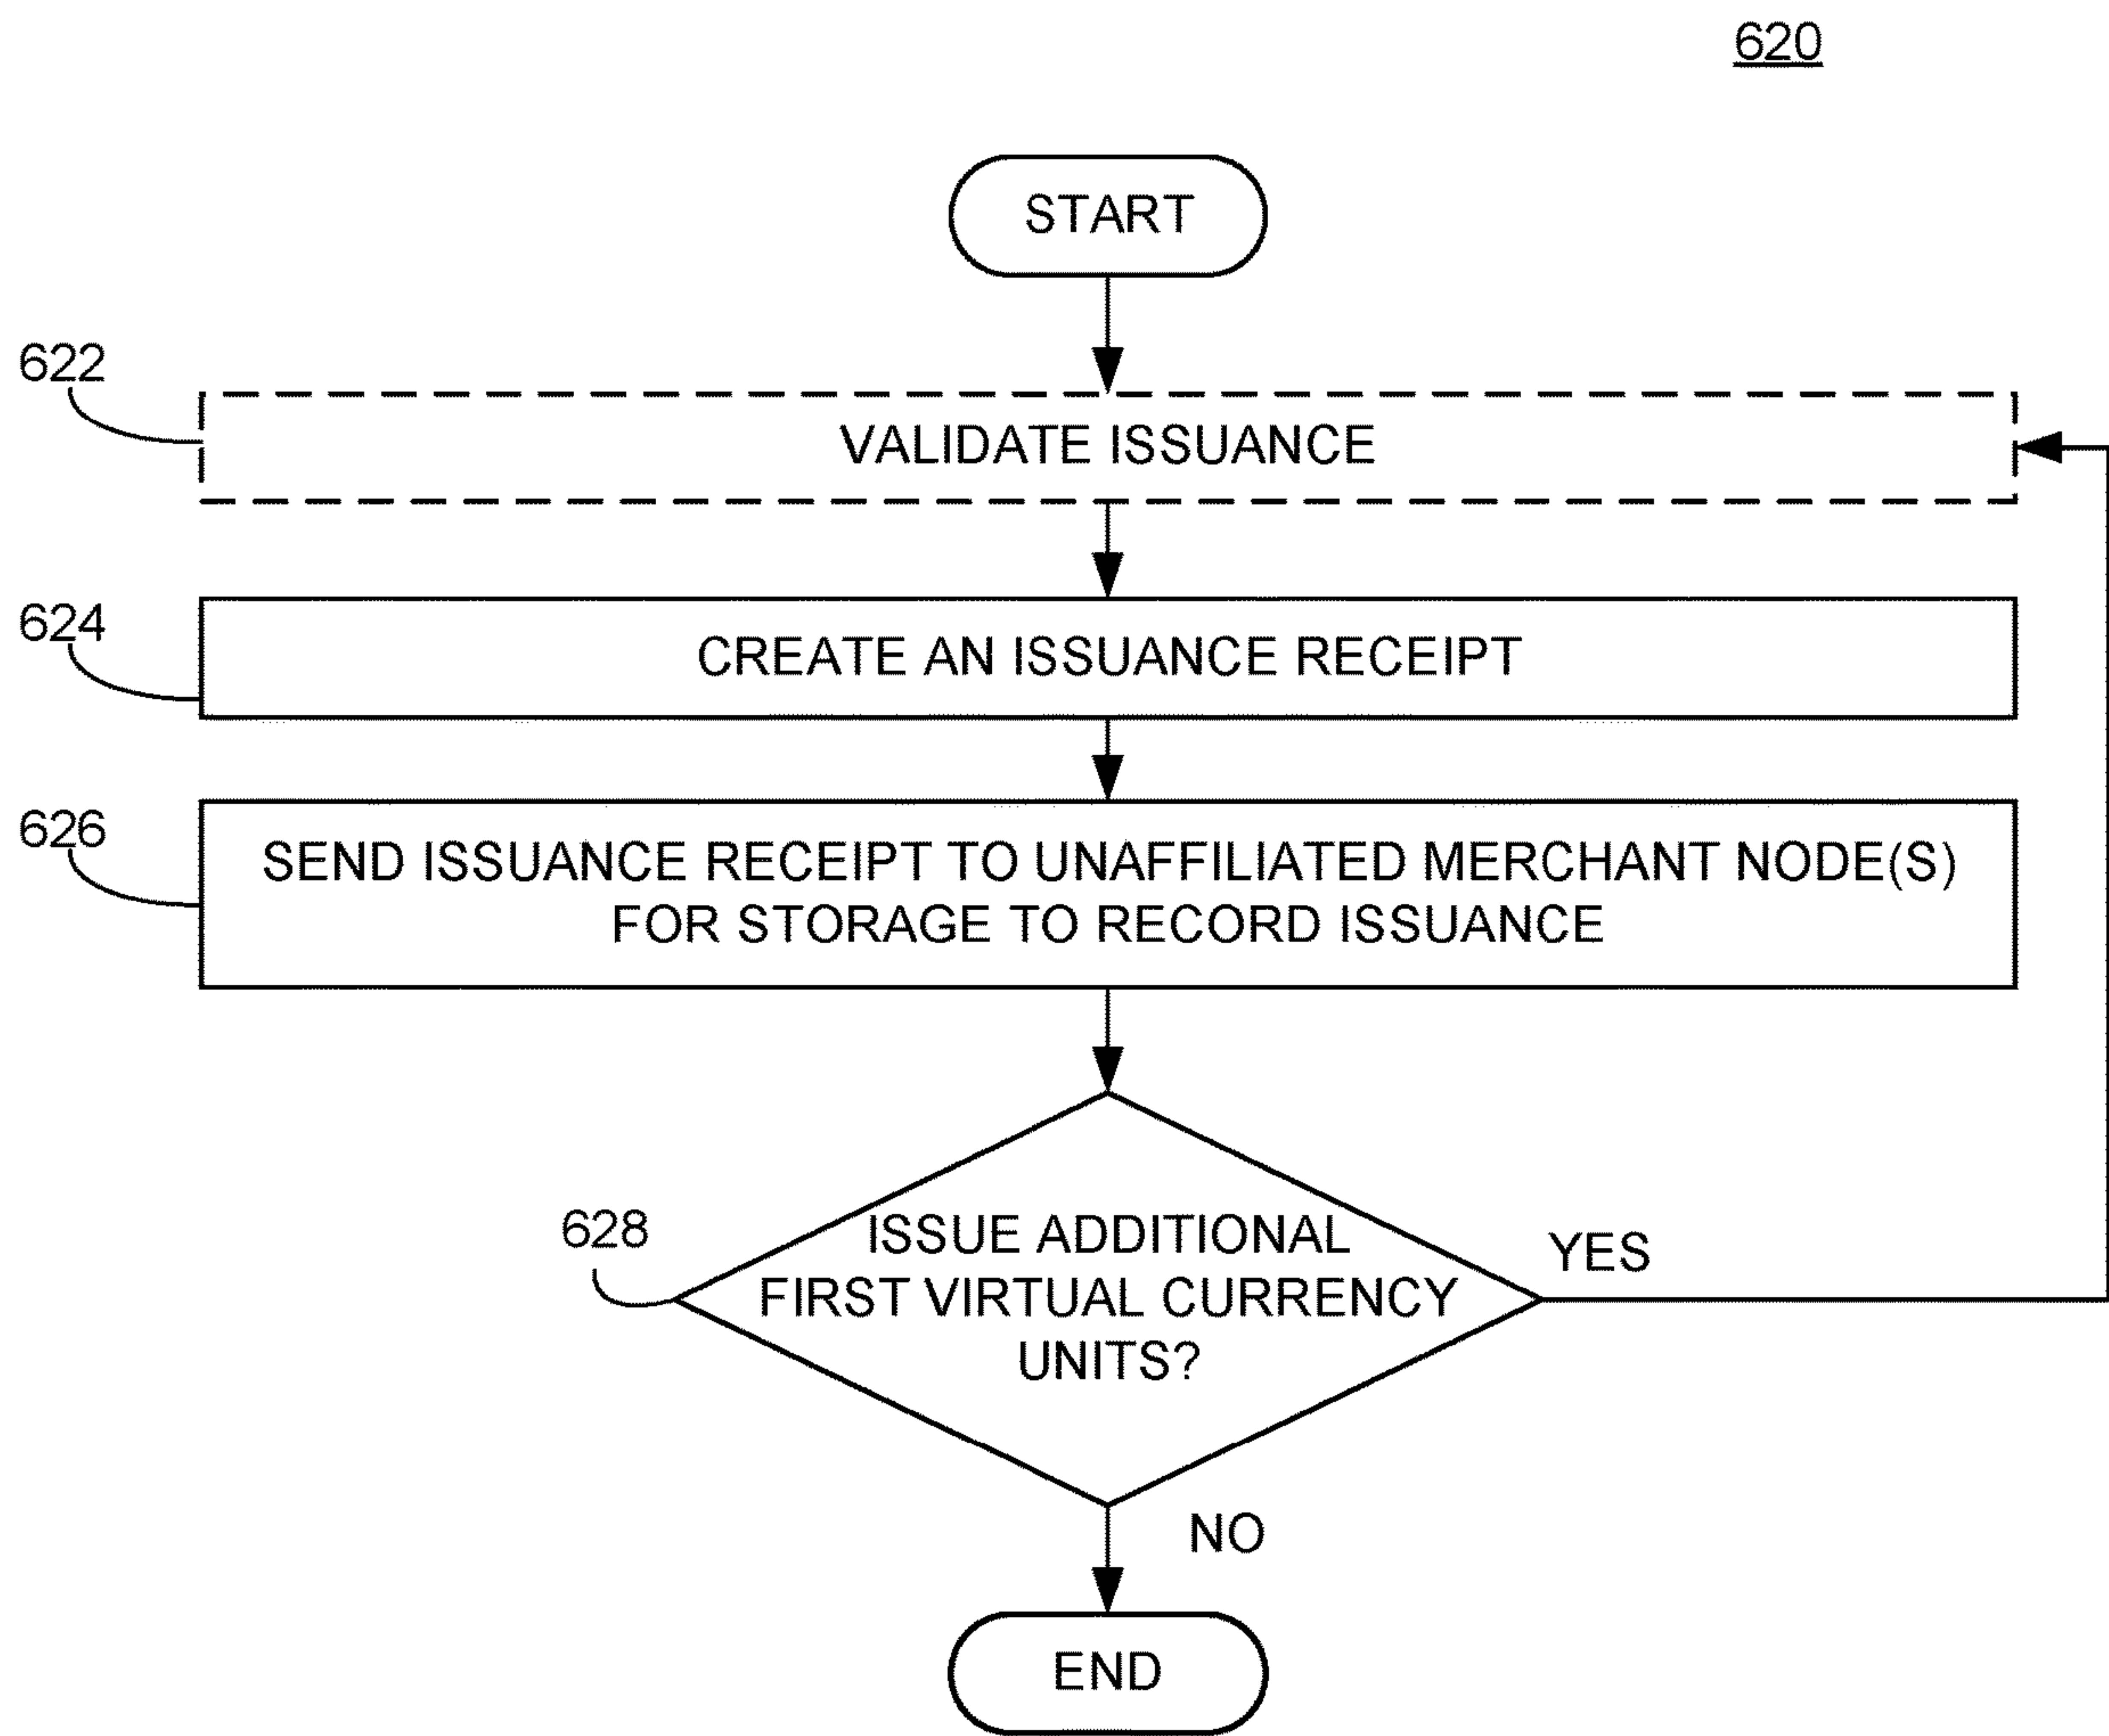 620
START
622
VALIDATE ISSUANCE
624
CREATE AN ISSUANCE RECEIPT
626
SEND ISSUANCE RECEIPT TO UNAFFILIATED MERCHANT NODE(S)
FOR STORAGE TO RECORD ISSUANCE
628
ISSUE ADDITIONAL
FIRST VIRTUAL CURRENCY
UNITS?
YES
NO
END